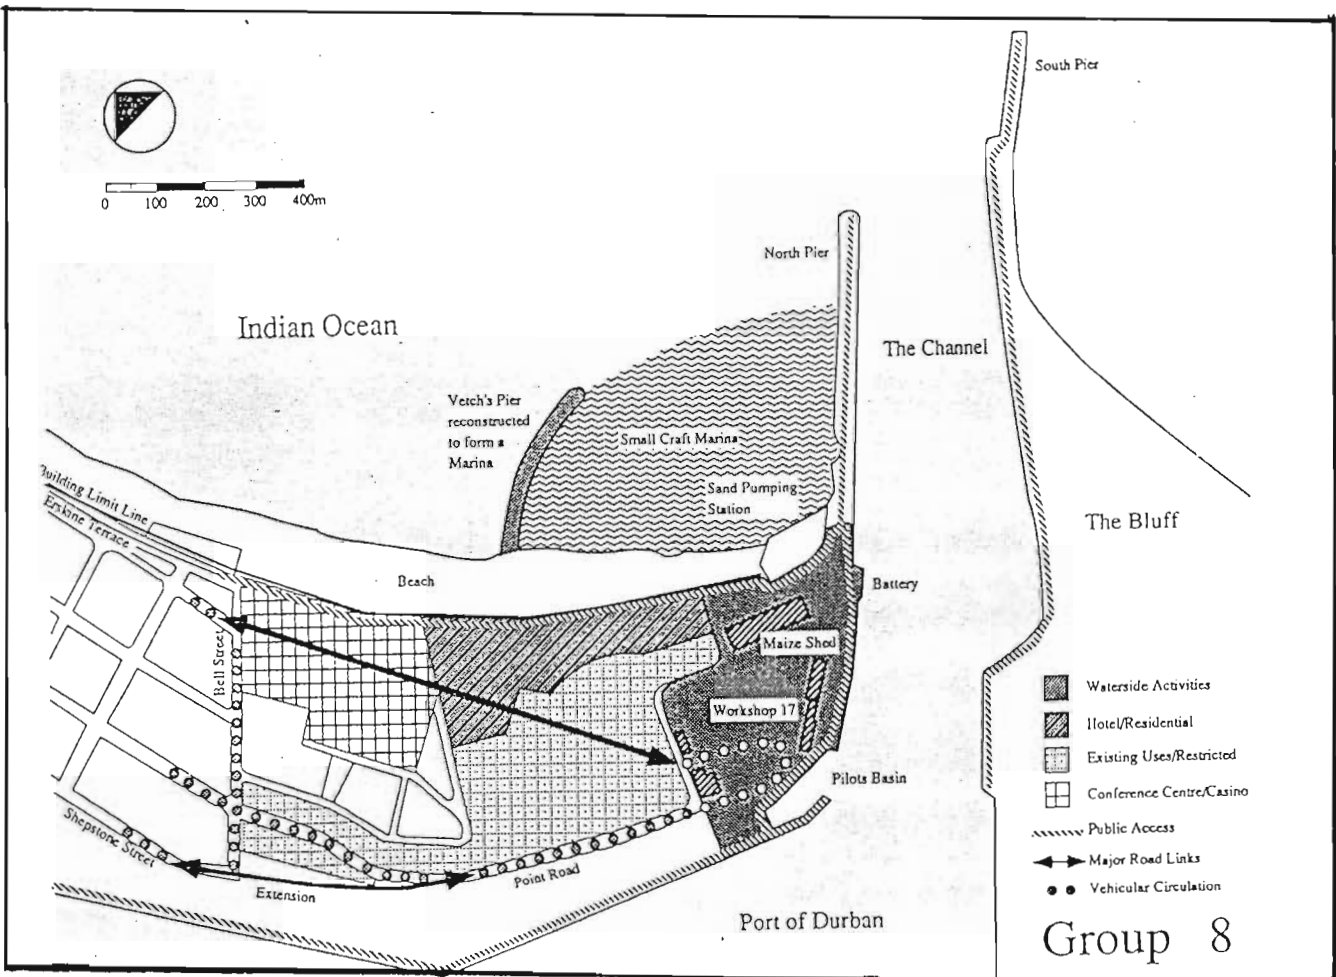 South Pier
0 100 200 300 400m
North Pier
Indian Ocean
The Channel
Vetch's Pier
reconstructed
to form a
Marina
Small Craft Marina
Sand Pumping
Station
Building Limit Line
Erskine Terrace
The Bluff
Beach
Battery
Bell Street
Maize Shed
Workshop 17
Pilots Basin
Shepstone Street
Extension
Point Road
Port of Durban
Waterside Activities
Hotel/Residential
Existing Uses/Restricted
Conference Centre/Casino
Public Access
Major Road Links
Vehicular Circulation
Group 8